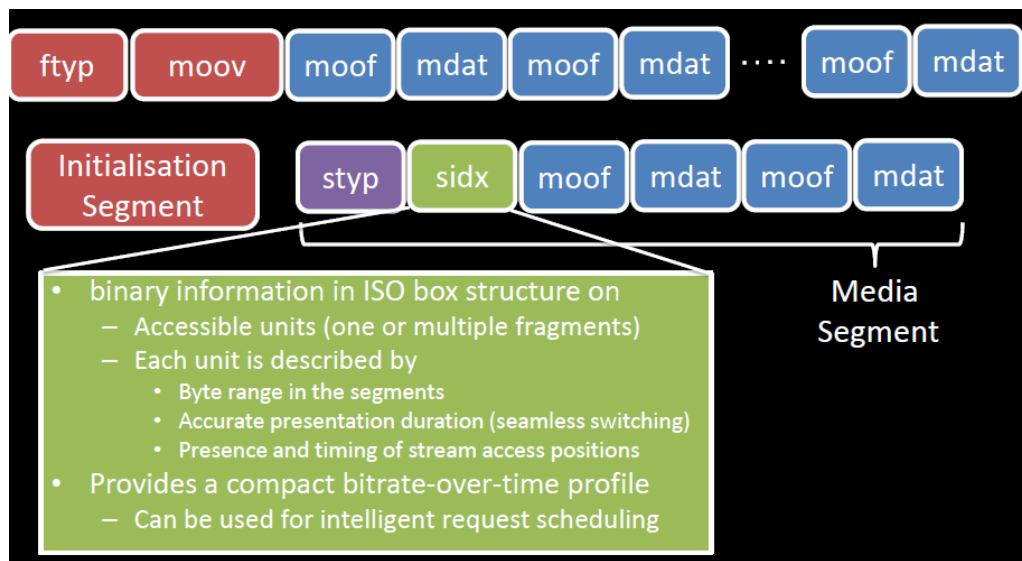 ftyp moov moof mdat moof mdat .... moof mdat
Initialisation
Segment
styp sidx moof mdat moof mdat
• binary information in ISO box structure on
– Accessible units (one or multiple fragments)
– Each unit is described by
• Byte range in the segments
• Accurate presentation duration (seamless switching)
• Presence and timing of stream access positions
• Provides a compact bitrate-over-time profile
– Can be used for intelligent request scheduling
Media
Segment